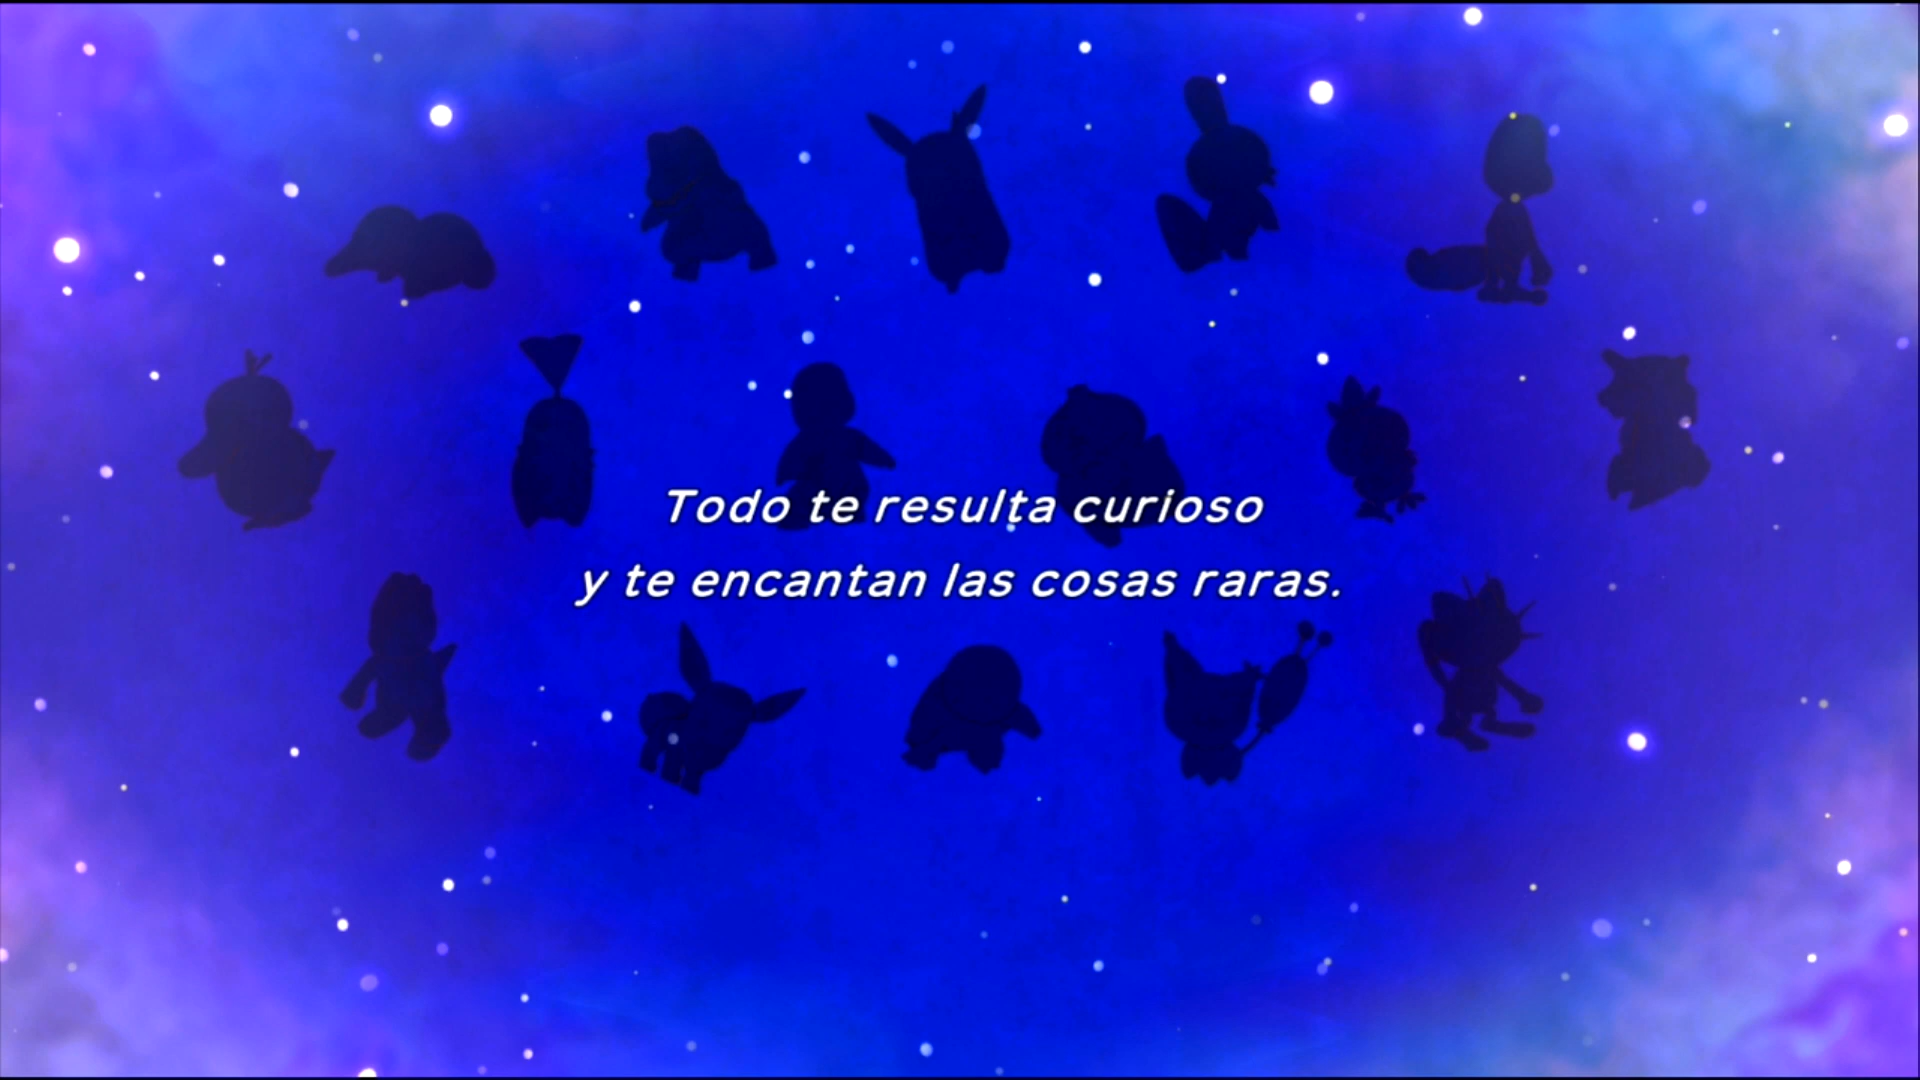 Todo te resulta curioso
y te encantan las cosas raras.